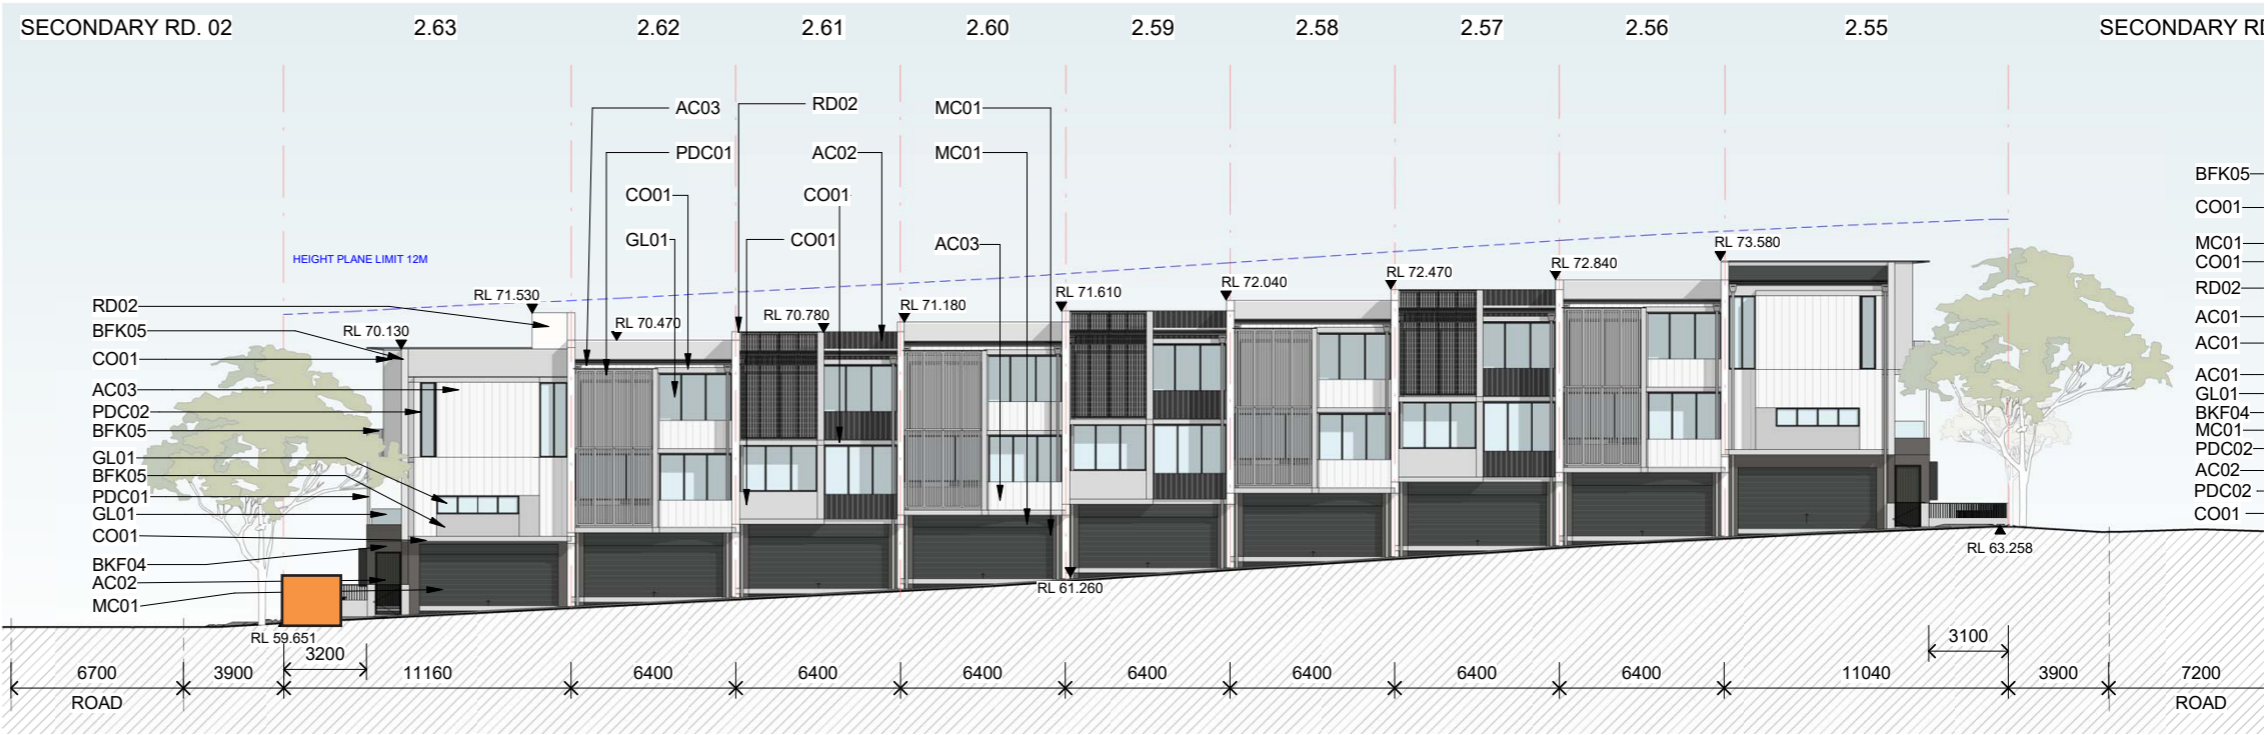 SECONDARY RD. 02 2.63 2.62 2.61 2.60 2.59 2.58 2.57 2.56 2.55 SECONDARY RD
AC03 RD02 MC01
PDC01 AC02 MC01
CO01 CO01
GL01 CO01 AC03
HEIGHT PLANE LIMIT 12M
RL 71.530
RL 70.130
RL 70.470
RL 70.780
RL 71.180
RL 71.610
RL 72.040
RL 72.470
RL 72.840
RL 73.580
RD02
BFK05
CO01
AC03
PDC02
BFK05
GL01
BFK05
PDC01
GL01
CO01
BKF04
AC02
MC01
BFK05
CO01
MC01
CO01
RD02
AC01
AC01
AC01
GL01
BKF04
MC01
PDC02
AC02
PDC02
CO01
RL 59.651
RL 61.260
RL 63.258
3200
3100
6700 3900 11160 6400 6400 6400 6400 6400 6400 6400 11040 3900 7200
ROAD ROAD